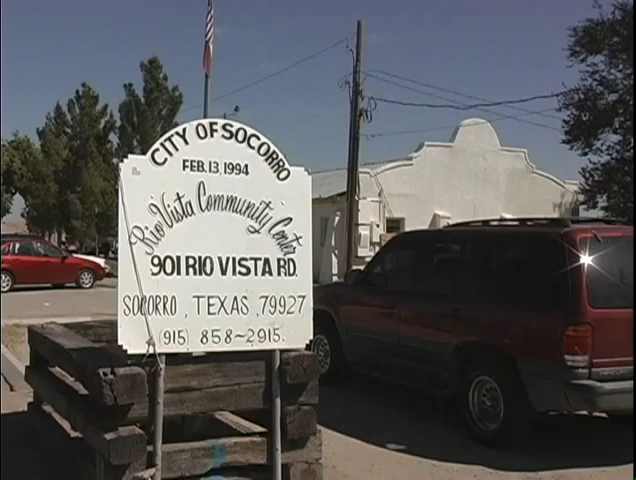 CITY OF SOCORRO
FEB. 13, 1994
Rio Vista Community Center
901 RIO VISTA RD.
SOCORRO, TEXAS, 79927
(915) 858~2915.